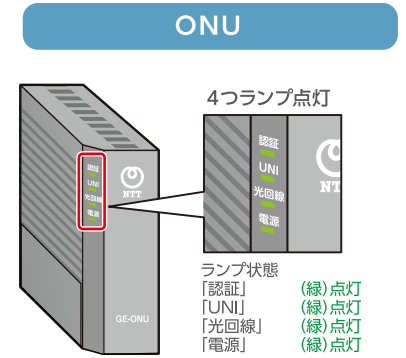 ONU
4つランプ点灯
認証
UNI
光回線
電源
NTT
GE-ONU
認証
UNI
光回線
電源
NTT
ランプ状態
「認証」 (緑)点灯
「UNI」 (緑)点灯
「光回線」 (緑)点灯
「電源」 (緑)点灯